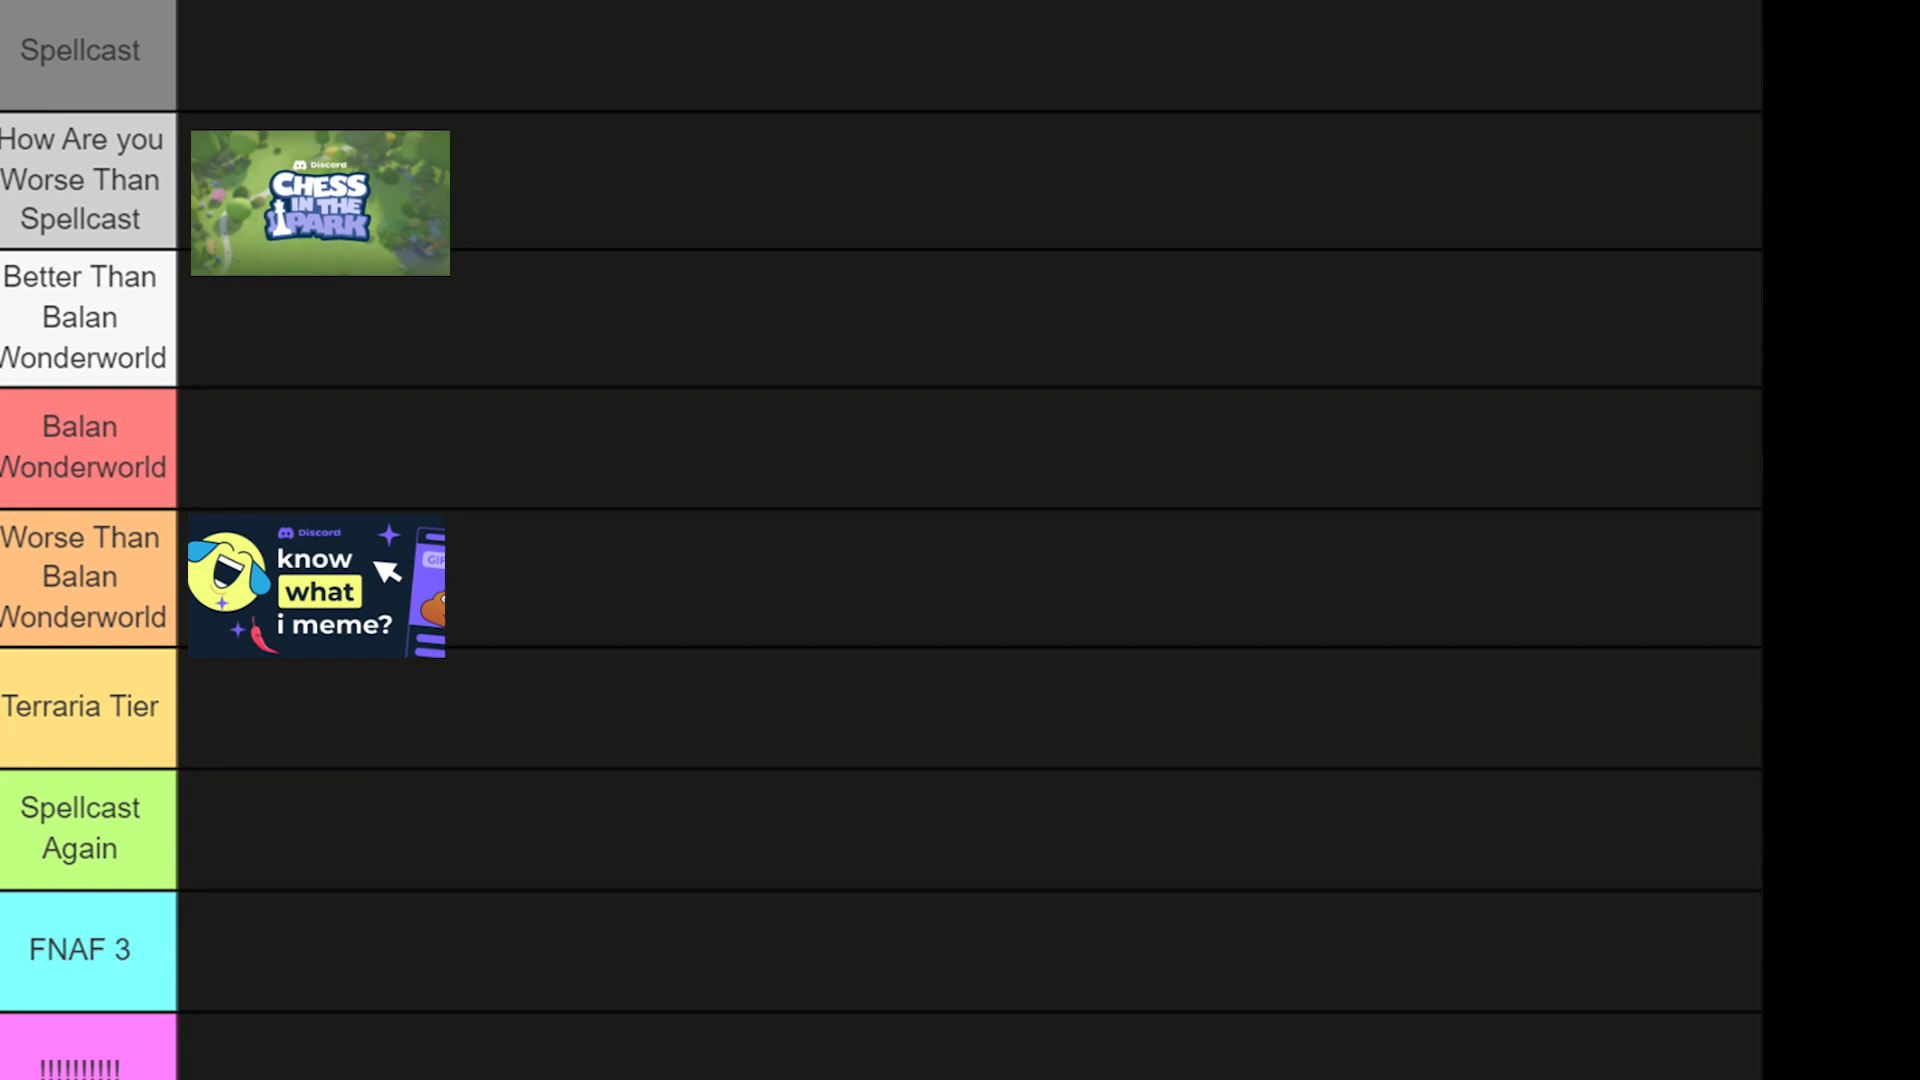 Spellcast
How Are you
Worse Than
Spellcast
Discord
CHESS
IN THE
PARK
Better Than
Balan
Wonderworld
Balan
Wonderworld
Worse Than
Balan
Wonderworld
Discord
know
what
i meme?
GIF
Terraria Tier
Spellcast
Again
FNAF 3
!!!!!!!!!!